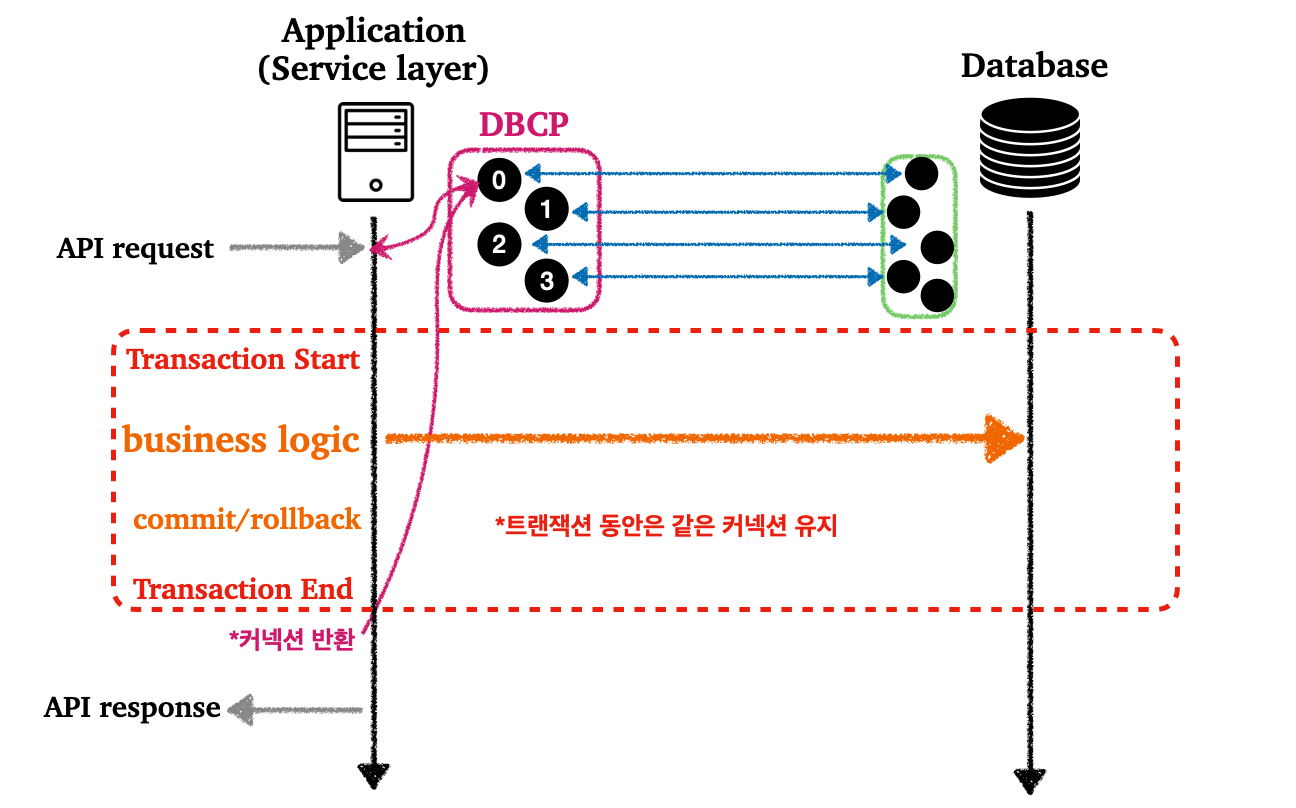 Application
(Service layer)
Database
DBCP
0
1
2
3
API request
Transaction Start
business logic
commit/rollback
*트랜잭션 동안은 같은 커넥션 유지
Transaction End
*커넥션 반환
API response